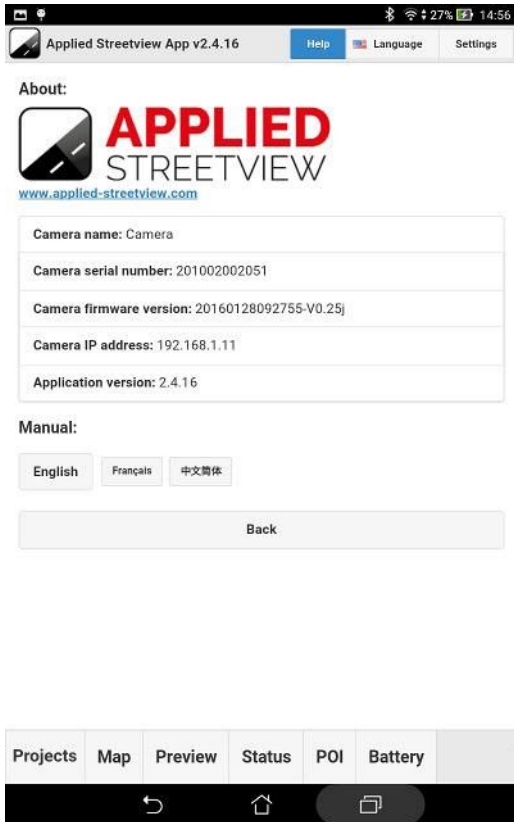 27% 14:56
Applied Streetview App v2.4.16 Help Language Settings
About:
APPLIED
STREETVIEW
www.applied-streetview.com
Camera name: Camera
Camera serial number: 201002002051
Camera firmware version: 20160128092755-V0.25j
Camera IP address: 192.168.1.11
Application version: 2.4.16
Manual:
English Français 中文简体
Back
Projects Map Preview Status POI Battery